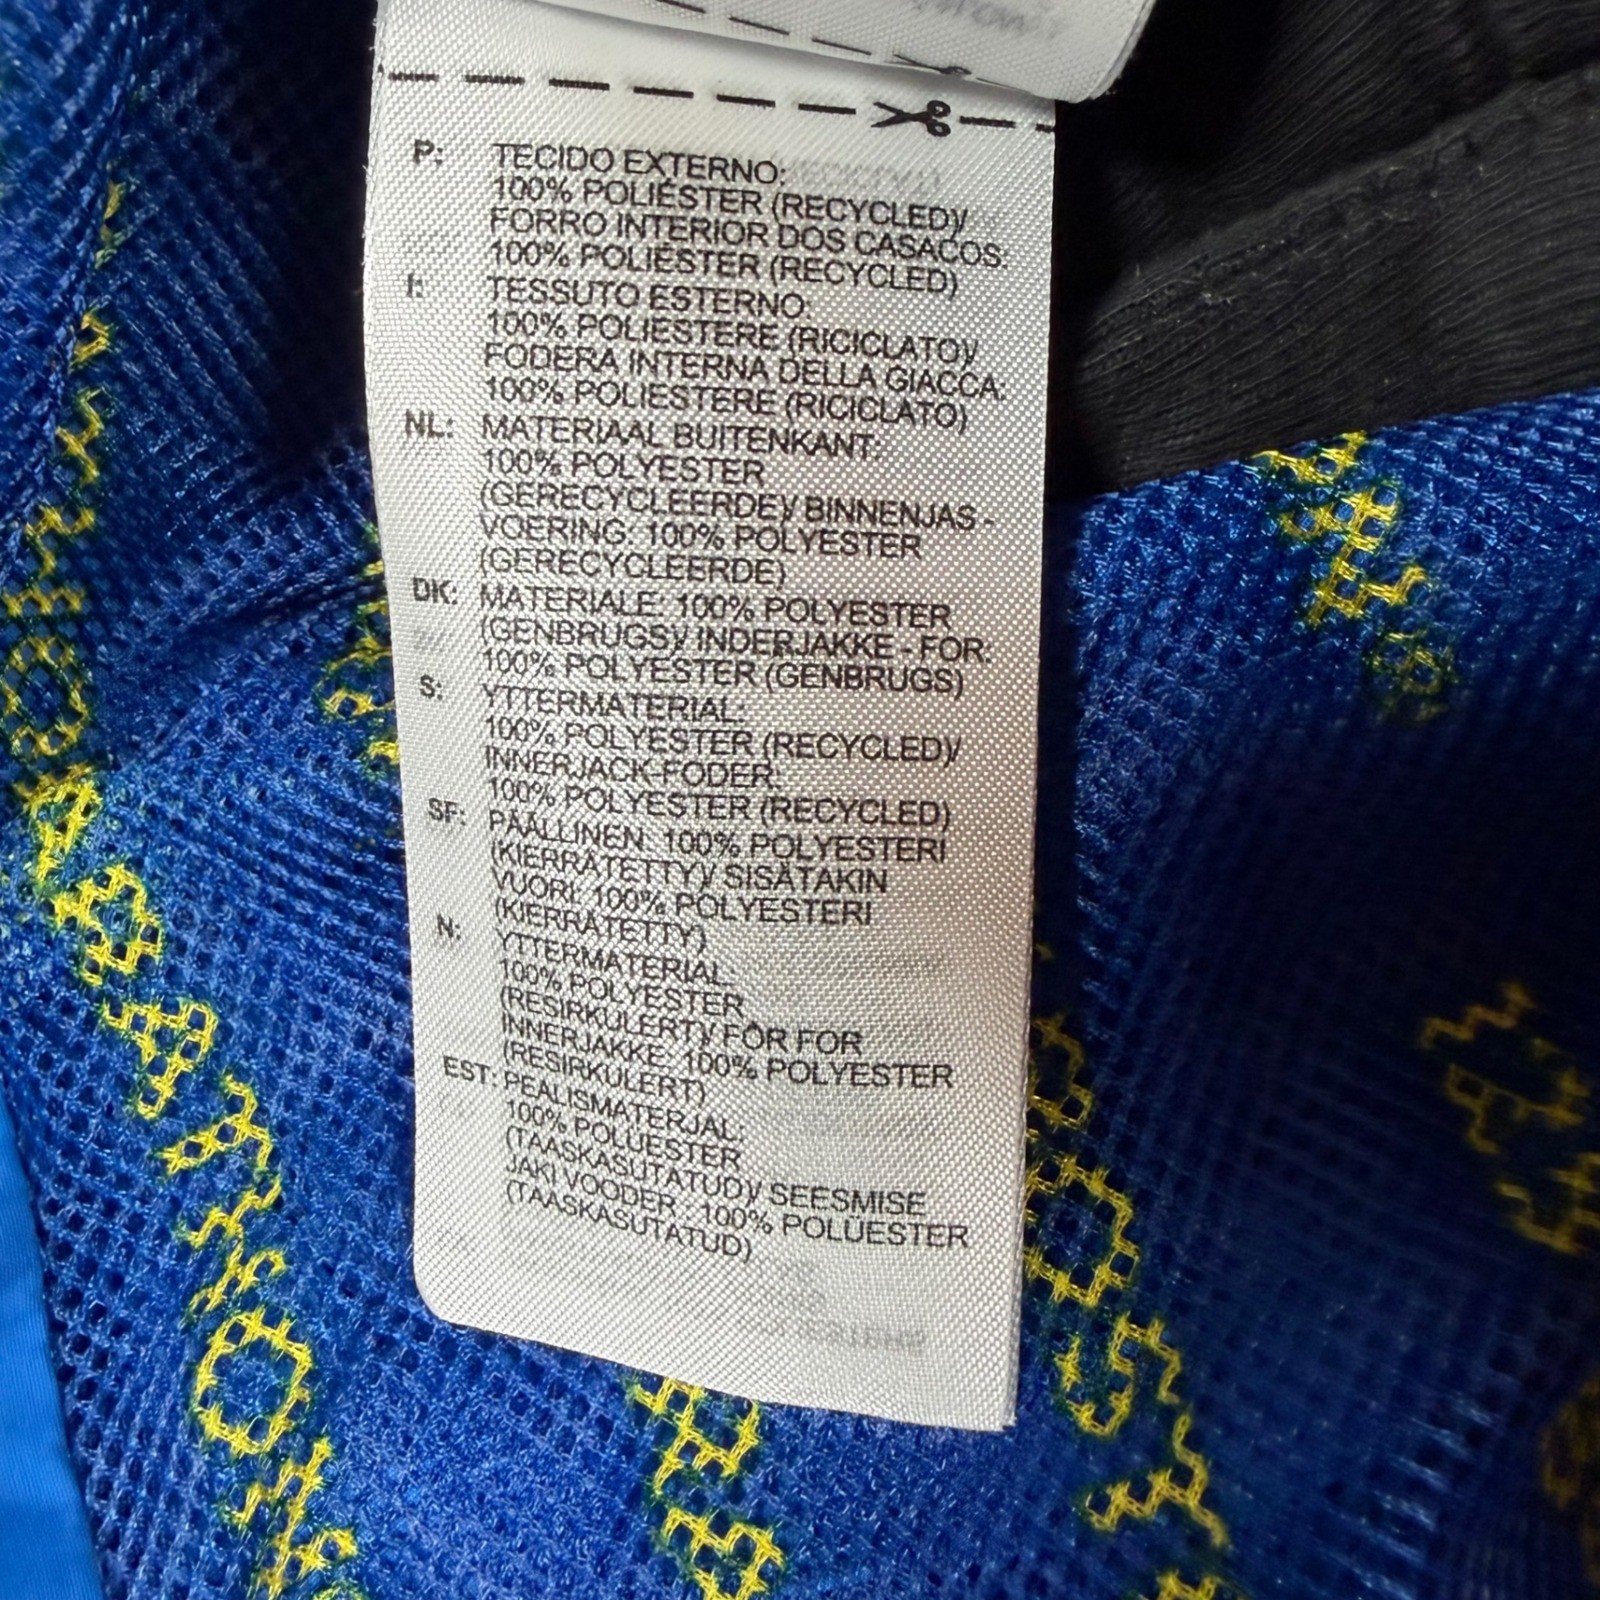 P: TECIDO EXTERNO:
100% POLIÉSTER (RECYCLED)/
FORRO INTERIOR DOS CASACOS:
100% POLIÉSTER (RECYCLED)
I: TESSUTO ESTERNO:
100% POLIESTERE (RICICLATO)/
FODERA INTERNA DELLA GIACCA:
100% POLIESTERE (RICICLATO)
NL: MATERIAAL BUITENKANT:
100% POLYESTER
(GERECYCLEERDE)/ BINNENJAS -
VOERING: 100% POLYESTER
(GERECYCLEERDE)
DK: MATERIALE: 100% POLYESTER
(GENBRUGS)/ INDERJAKKE - FOR:
100% POLYESTER (GENBRUGS)
S: YTTERMATERIAL:
100% POLYESTER (RECYCLED)/
INNERJACK-FODER:
100% POLYESTER (RECYCLED)
SF: PÄÄLLINEN: 100% POLYESTERI
(KIERRÄTETTY)/ SISÄTAKIN
VUORI: 100% POLYESTERI
(KIERRÄTETTY)
N: YTTERMATERIAL:
100% POLYESTER
(RESIRKULERT)/ FÔR FOR
INNERJAKKE: 100% POLYESTER
(RESIRKULERT)
EST: PEALISMATERJAL:
100% POLÜESTER
(TAASKASUTATUD)/ SEESMISE
JAKI VOODER : 100% POLÜESTER
(TAASKASUTATUD)